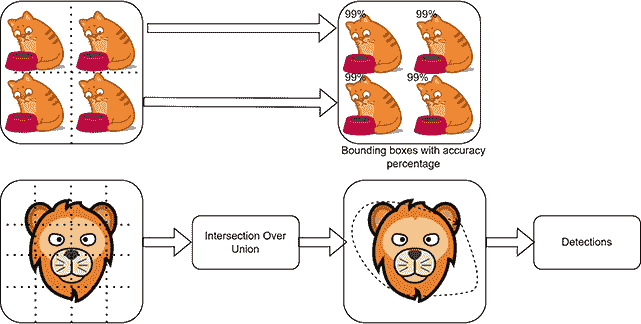 99% 99%
99% 99%
Bounding boxes with accuracy
percentage
Intersection Over
Union
Detections